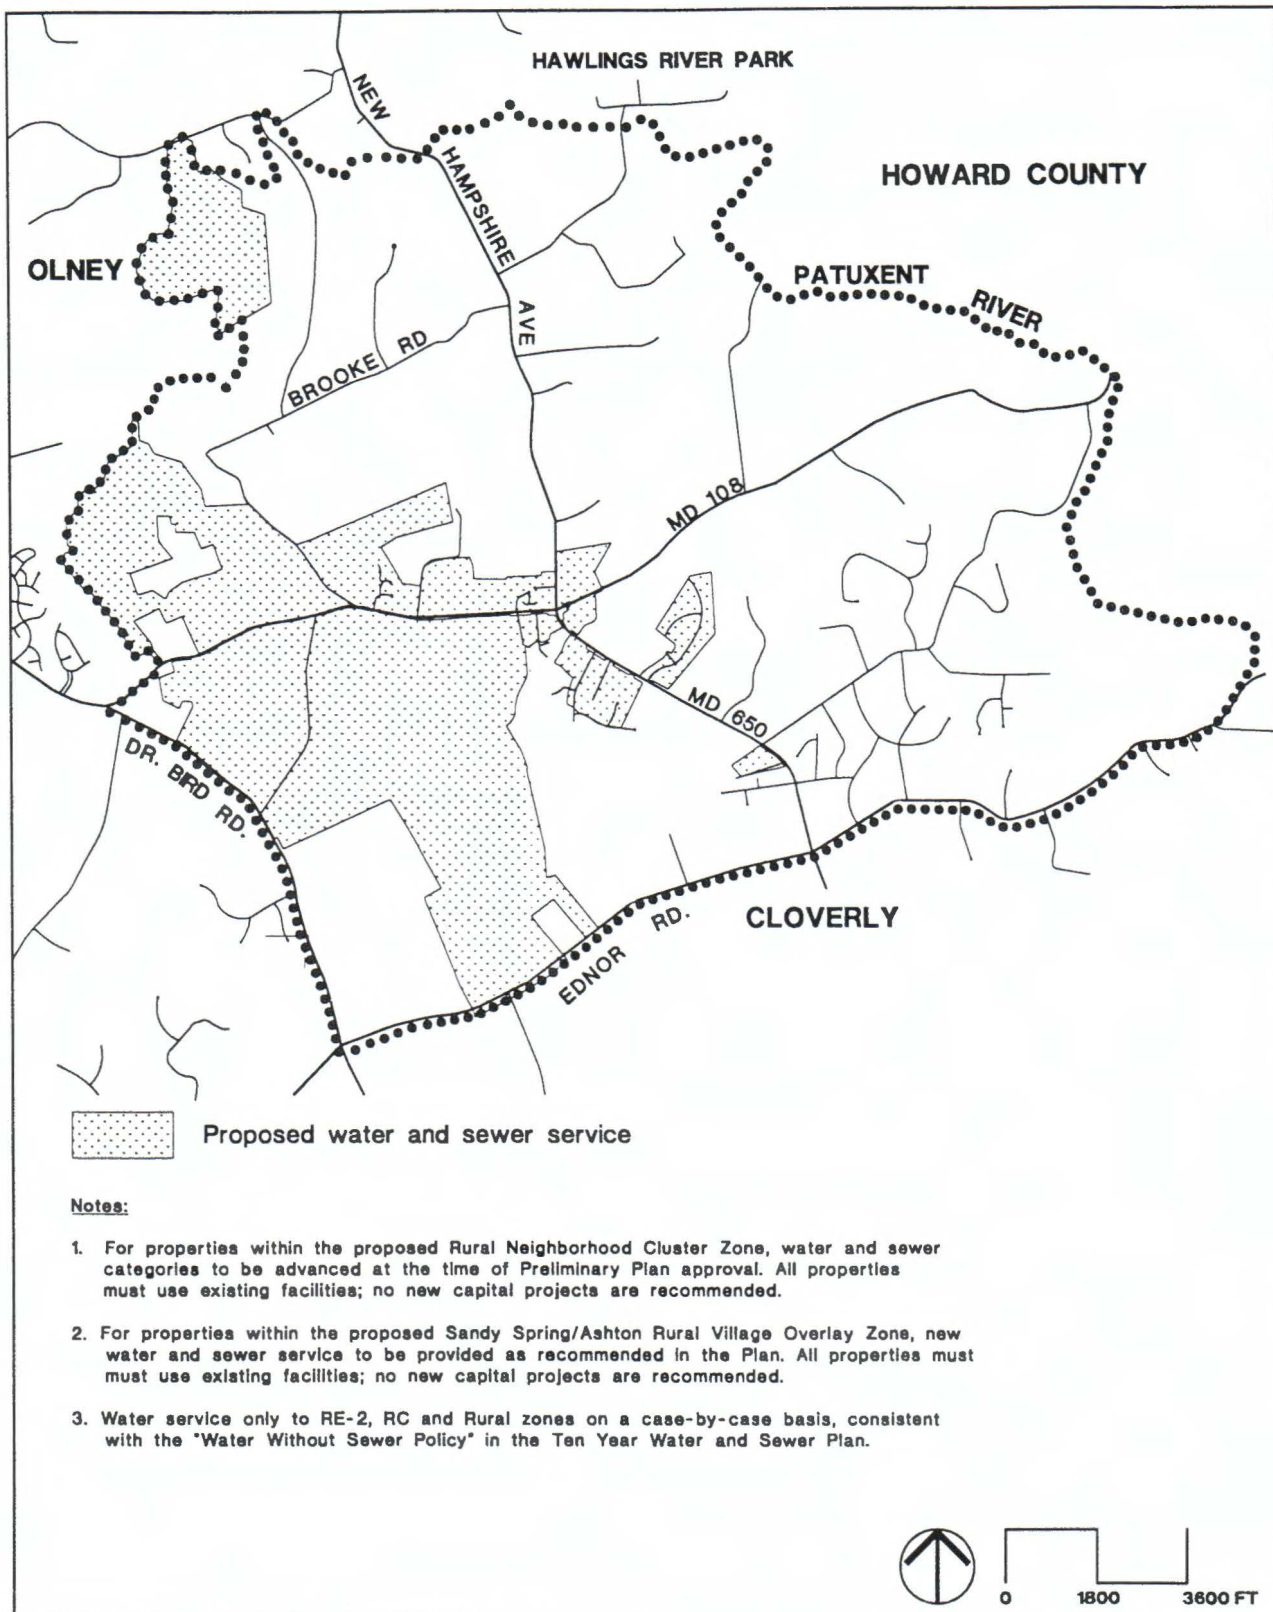 HAWLINGS RIVER PARK
NEW
HAMPSHIRE
AVE
HOWARD COUNTY
OLNEY
PATUXENT
RIVER
BROOKE RD
MD 108
MD 650
DR. BIRD RD.
EDNOR RD.
CLOVERLY
Proposed water and sewer service
Notes:
1. For properties within the proposed Rural Neighborhood Cluster Zone, water and sewer
categories to be advanced at the time of Preliminary Plan approval. All properties
must use existing facilities; no new capital projects are recommended.
2. For properties within the proposed Sandy Spring/Ashton Rural Village Overlay Zone, new
water and sewer service to be provided as recommended in the Plan. All properties must
must use existing facilities; no new capital projects are recommended.
3. Water service only to RE-2, RC and Rural zones on a case-by-case basis, consistent
with the "Water Without Sewer Policy" in the Ten Year Water and Sewer Plan.
0 1800 3600 FT